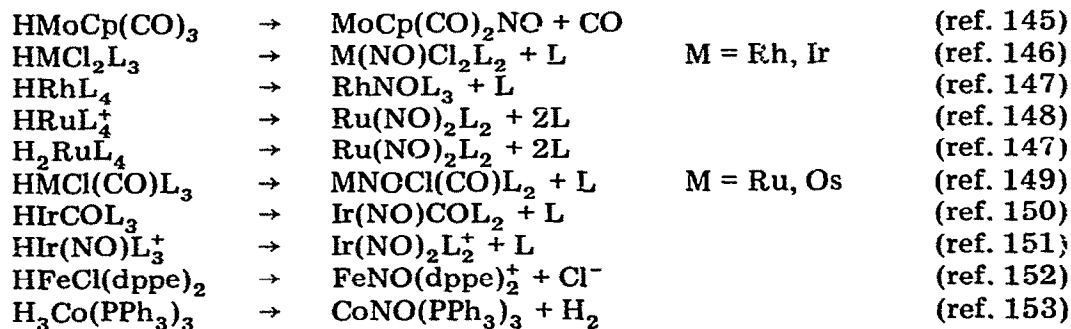 HMoCp(CO)₃ → MoCp(CO)₂NO + CO (ref. 145)
HMCl₂L₃ → M(NO)Cl₂L₂ + L M = Rh, Ir (ref. 146)
HRhL₄ → RhNOL₃ + L (ref. 147)
HRuL₄⁺ → Ru(NO)₂L₂ + 2L (ref. 148)
H₂RuL₄ → Ru(NO)₂L₂ + 2L (ref. 147)
HMCl(CO)L₃ → MNOCl(CO)L₂ + L M = Ru, Os (ref. 149)
HIrCOL₃ → Ir(NO)COL₂ + L (ref. 150)
HIr(NO)L₃⁺ → Ir(NO)₂L₂⁺ + L (ref. 151)
HFeCl(dppe)₂ → FeNO(dppe)₂⁺ + Cl⁻ (ref. 152)
H₃Co(PPh₃)₃ → CoNO(PPh₃)₃ + H₂ (ref. 153)